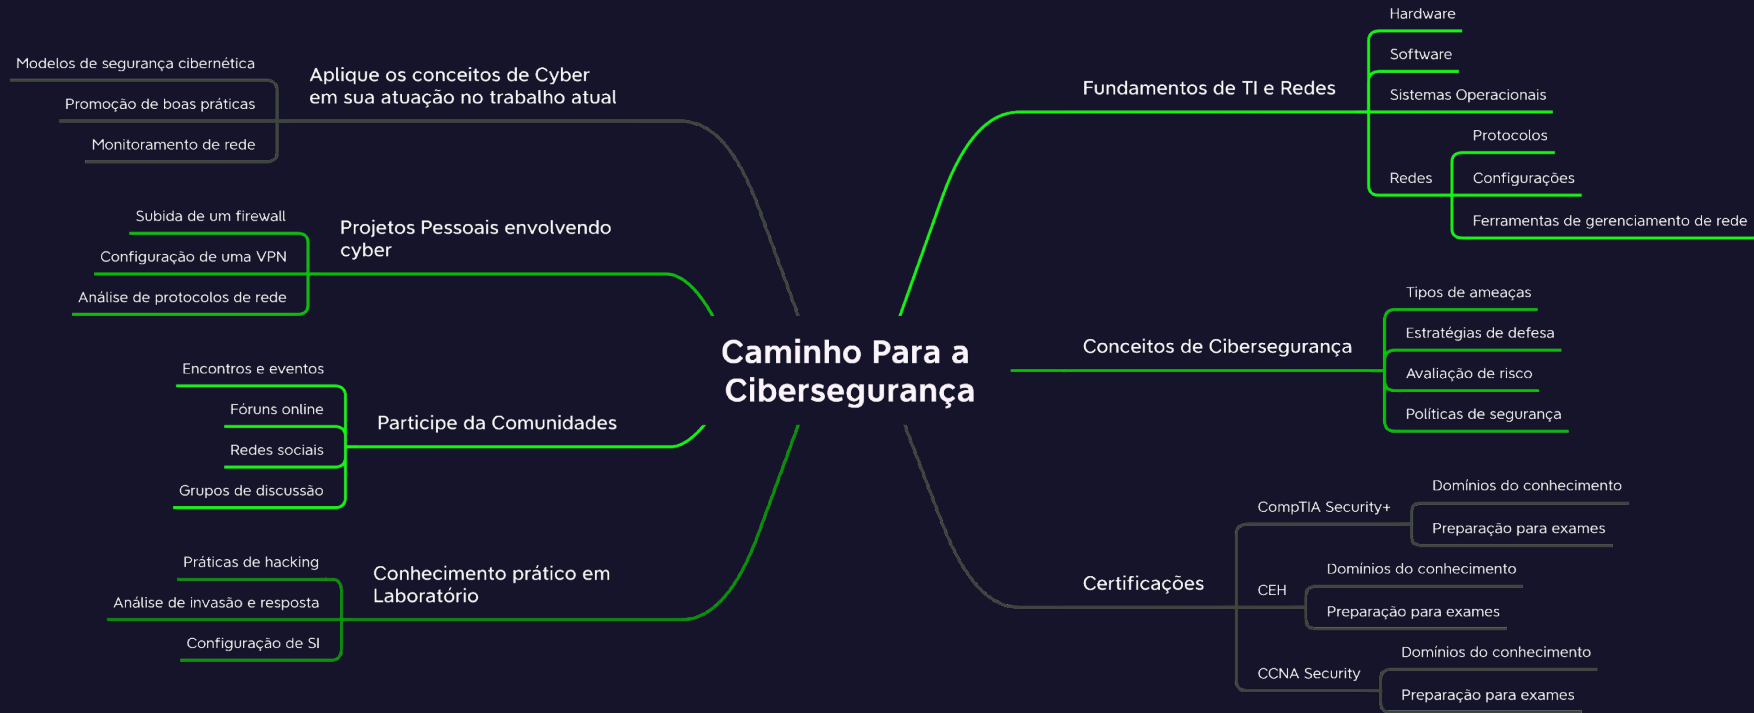 Caminho Para a
Cibersegurança
Fundamentos de TI e Redes
Hardware
Software
Sistemas Operacionais
Redes
Protocolos
Configurações
Ferramentas de gerenciamento de rede
Conceitos de Cibersegurança
Tipos de ameaças
Estratégias de defesa
Avaliação de risco
Políticas de segurança
Certificações
CompTIA Security+
Domínios do conhecimento
Preparação para exames
CEH
Domínios do conhecimento
Preparação para exames
CCNA Security
Domínios do conhecimento
Preparação para exames
Aplique os conceitos de Cyber
em sua atuação no trabalho atual
Modelos de segurança cibernética
Promoção de boas práticas
Monitoramento de rede
Projetos Pessoais envolvendo
cyber
Subida de um firewall
Configuração de uma VPN
Análise de protocolos de rede
Participe da Comunidades
Encontros e eventos
Fóruns online
Redes sociais
Grupos de discussão
Conhecimento prático em
Laboratório
Práticas de hacking
Análise de invasão e resposta
Configuração de SI